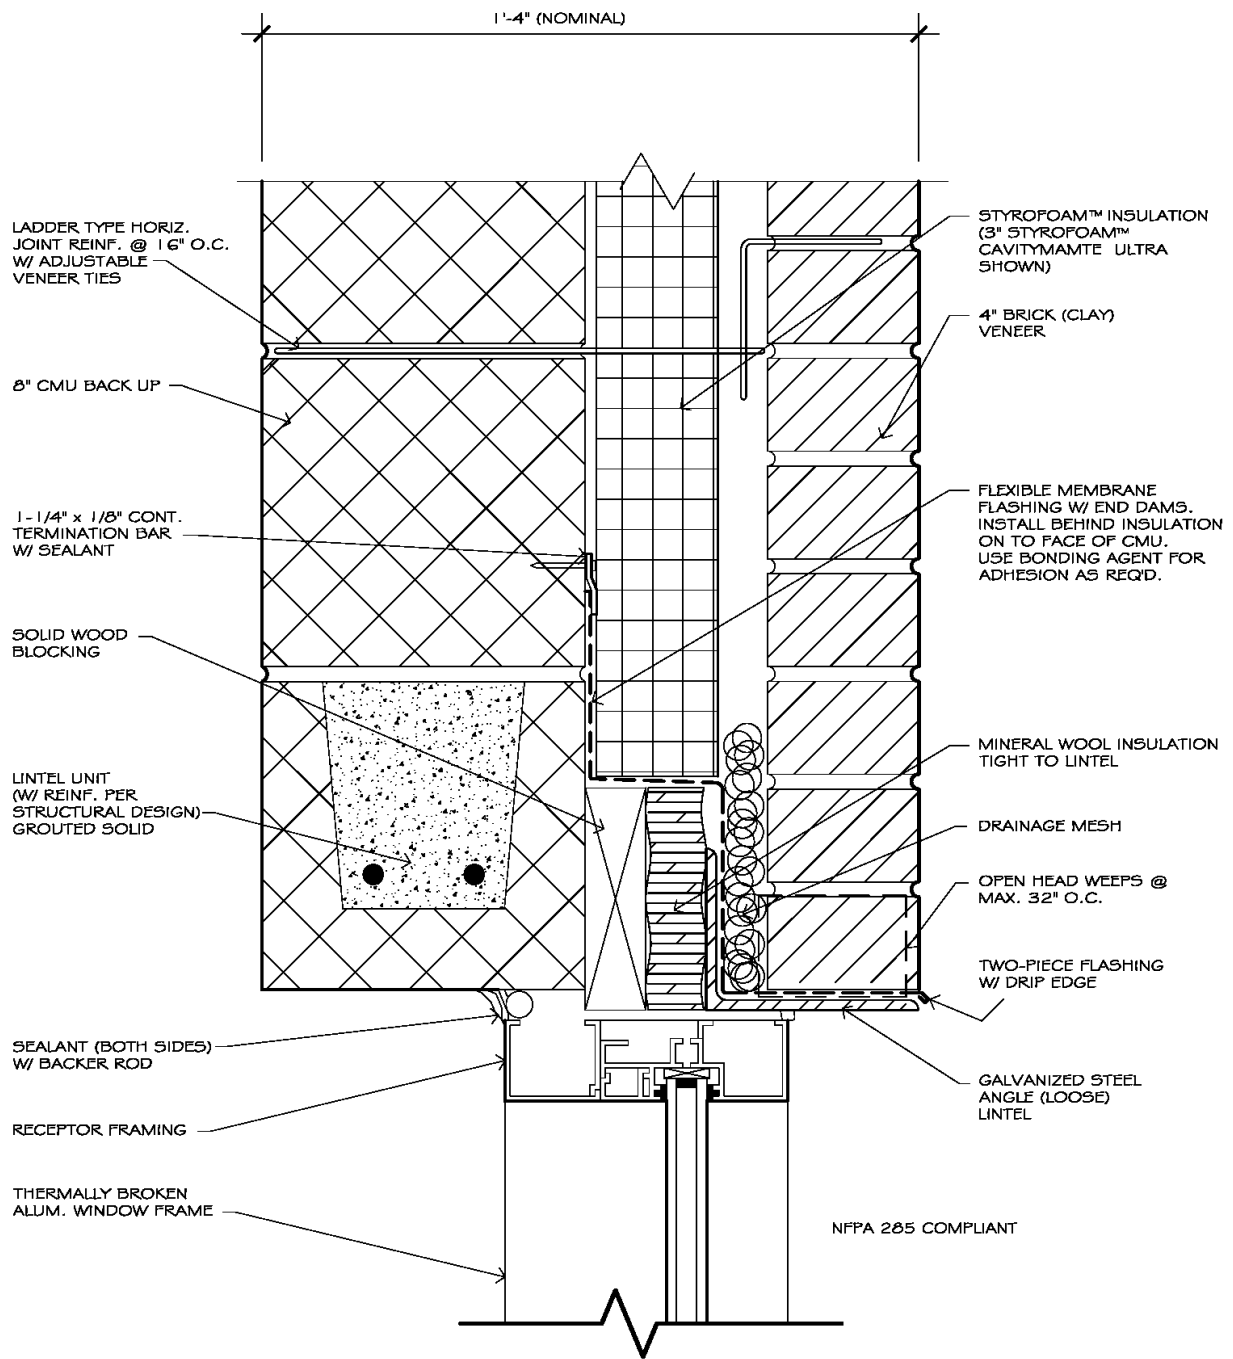 1'-4" (NOMINAL)
LADDER TYPE HORIZ.
JOINT REINF. @ 16" O.C.
W/ ADJUSTABLE
VENEER TIES
8" CMU BACK UP
1-1/4" x 1/8" CONT.
TERMINATION BAR
W/ SEALANT
SOLID WOOD
BLOCKING
LINTEL UNIT
(W/ REINF. PER
STRUCTURAL DESIGN)
GROUTED SOLID
SEALANT (BOTH SIDES)
W/ BACKER ROD
RECEPTOR FRAMING
THERMALLY BROKEN
ALUM. WINDOW FRAME
STYROFOAM™ INSULATION
(3" STYROFOAM™
CAVITYMAMTE ULTRA
SHOWN)
4" BRICK (CLAY)
VENEER
FLEXIBLE MEMBRANE
FLASHING W/ END DAMS.
INSTALL BEHIND INSULATION
ON TO FACE OF CMU.
USE BONDING AGENT FOR
ADHESION AS REQ'D.
MINERAL WOOL INSULATION
TIGHT TO LINTEL
DRAINAGE MESH
OPEN HEAD WEEPS @
MAX. 32" O.C.
TWO-PIECE FLASHING
W/ DRIP EDGE
GALVANIZED STEEL
ANGLE (LOOSE)
LINTEL
NFPA 285 COMPLIANT